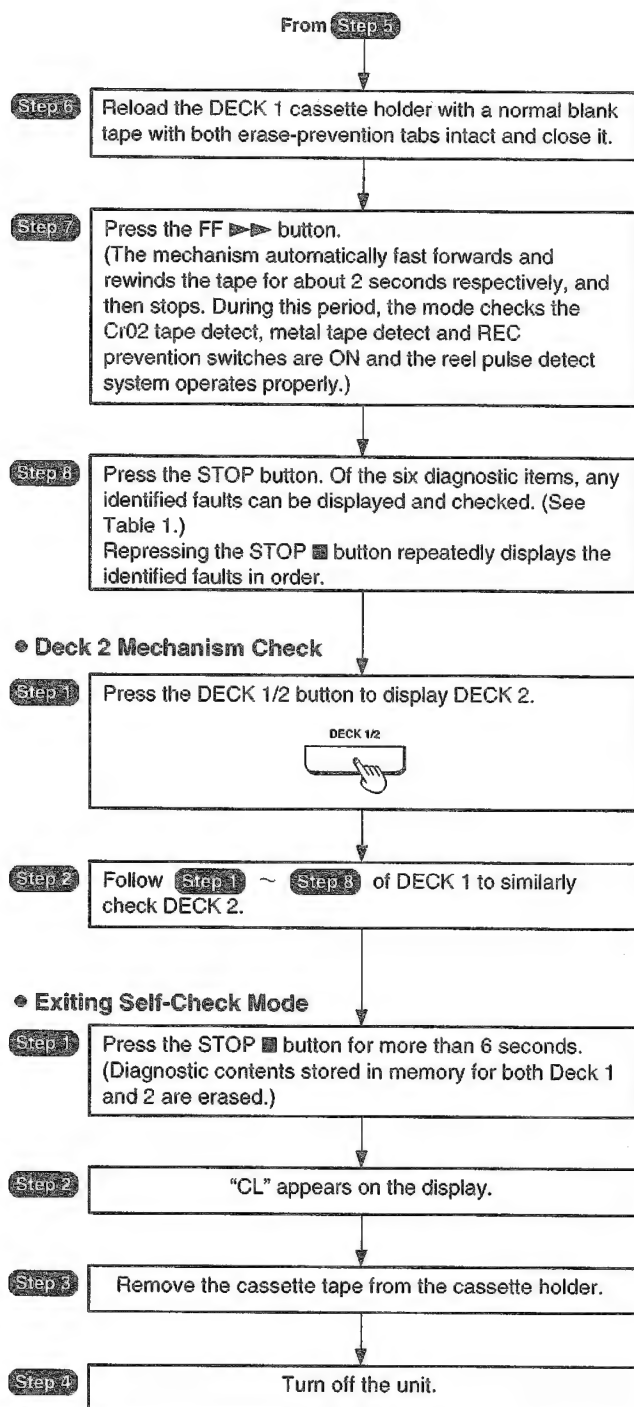 From Step 5
Step 6
Reload the DECK 1 cassette holder with a normal blank
tape with both erase-prevention tabs intact and close it.
Step 7
Press the FF ▶▶ button.
(The mechanism automatically fast forwards and
rewinds the tape for about 2 seconds respectively, and
then stops. During this period, the mode checks the
Cr02 tape detect, metal tape detect and REC
prevention switches are ON and the reel pulse detect
system operates properly.)
Step 8
Press the STOP button. Of the six diagnostic items, any
identified faults can be displayed and checked. (See
Table 1.)
Repressing the STOP ■ button repeatedly displays the
identified faults in order.
● Deck 2 Mechanism Check
Step 1
Press the DECK 1/2 button to display DECK 2.
DECK 1/2
Step 2
Follow Step 1 ~ Step 8 of DECK 1 to similarly
check DECK 2.
● Exiting Self-Check Mode
Step 1
Press the STOP ■ button for more than 6 seconds.
(Diagnostic contents stored in memory for both Deck 1
and 2 are erased.)
Step 2
"CL" appears on the display.
Step 3
Remove the cassette tape from the cassette holder.
Step 4
Turn off the unit.